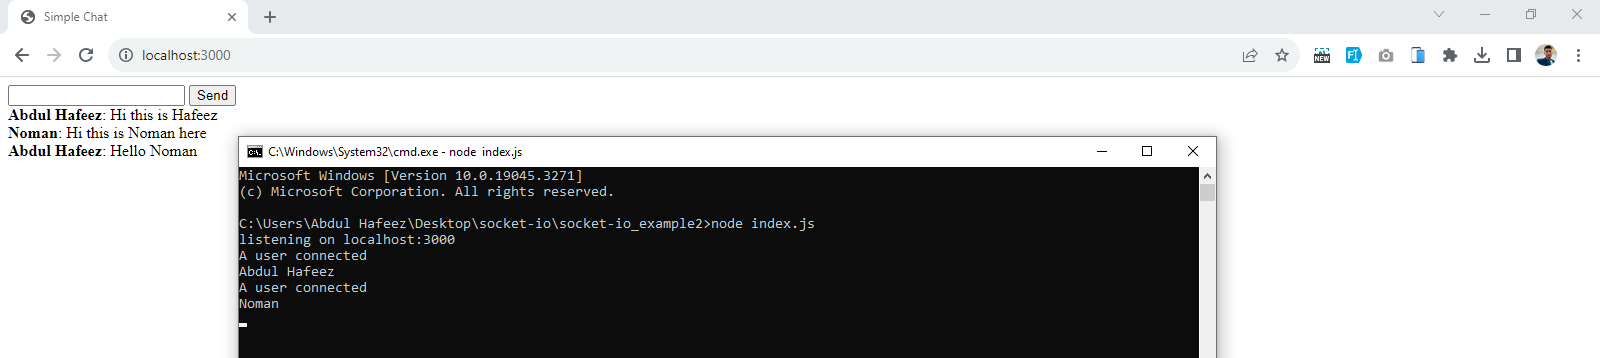 Simple Chat
localhost:3000
NEW
Send
Abdul Hafeez: Hi this is Hafeez
Noman: Hi this is Noman here
Abdul Hafeez: Hello Noman
C:\Windows\System32\cmd.exe - node  index.js
Microsoft Windows [Version 10.0.19045.3271]
(c) Microsoft Corporation. All rights reserved.
C:\Users\Abdul Hafeez\Desktop\socket-io\socket-io_example2>node index.js
listening on localhost:3000
A user connected
Abdul Hafeez
A user connected
Noman